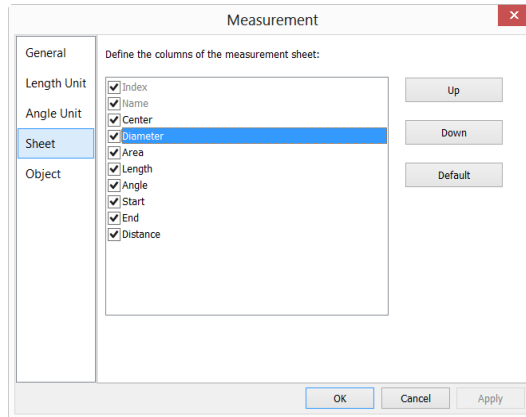 Measurement
General
Length Unit
Angle Unit
Sheet
Object
Define the columns of the measurement sheet:
Index
Name
Center
Diameter
Area
Length
Angle
Start
End
Distance
Up
Down
Default
OK
Cancel
Apply